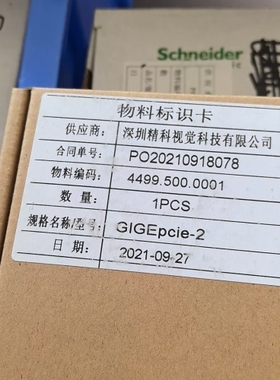 Schneider
物料标识卡
供应商: 深圳精科视觉科技有限公司
合同单号: PO20210918078
物料编码: 4499.500.0001
数量: 1PCS
规格名称/型号: GIGEpcie-2
日期: 2021-09-27